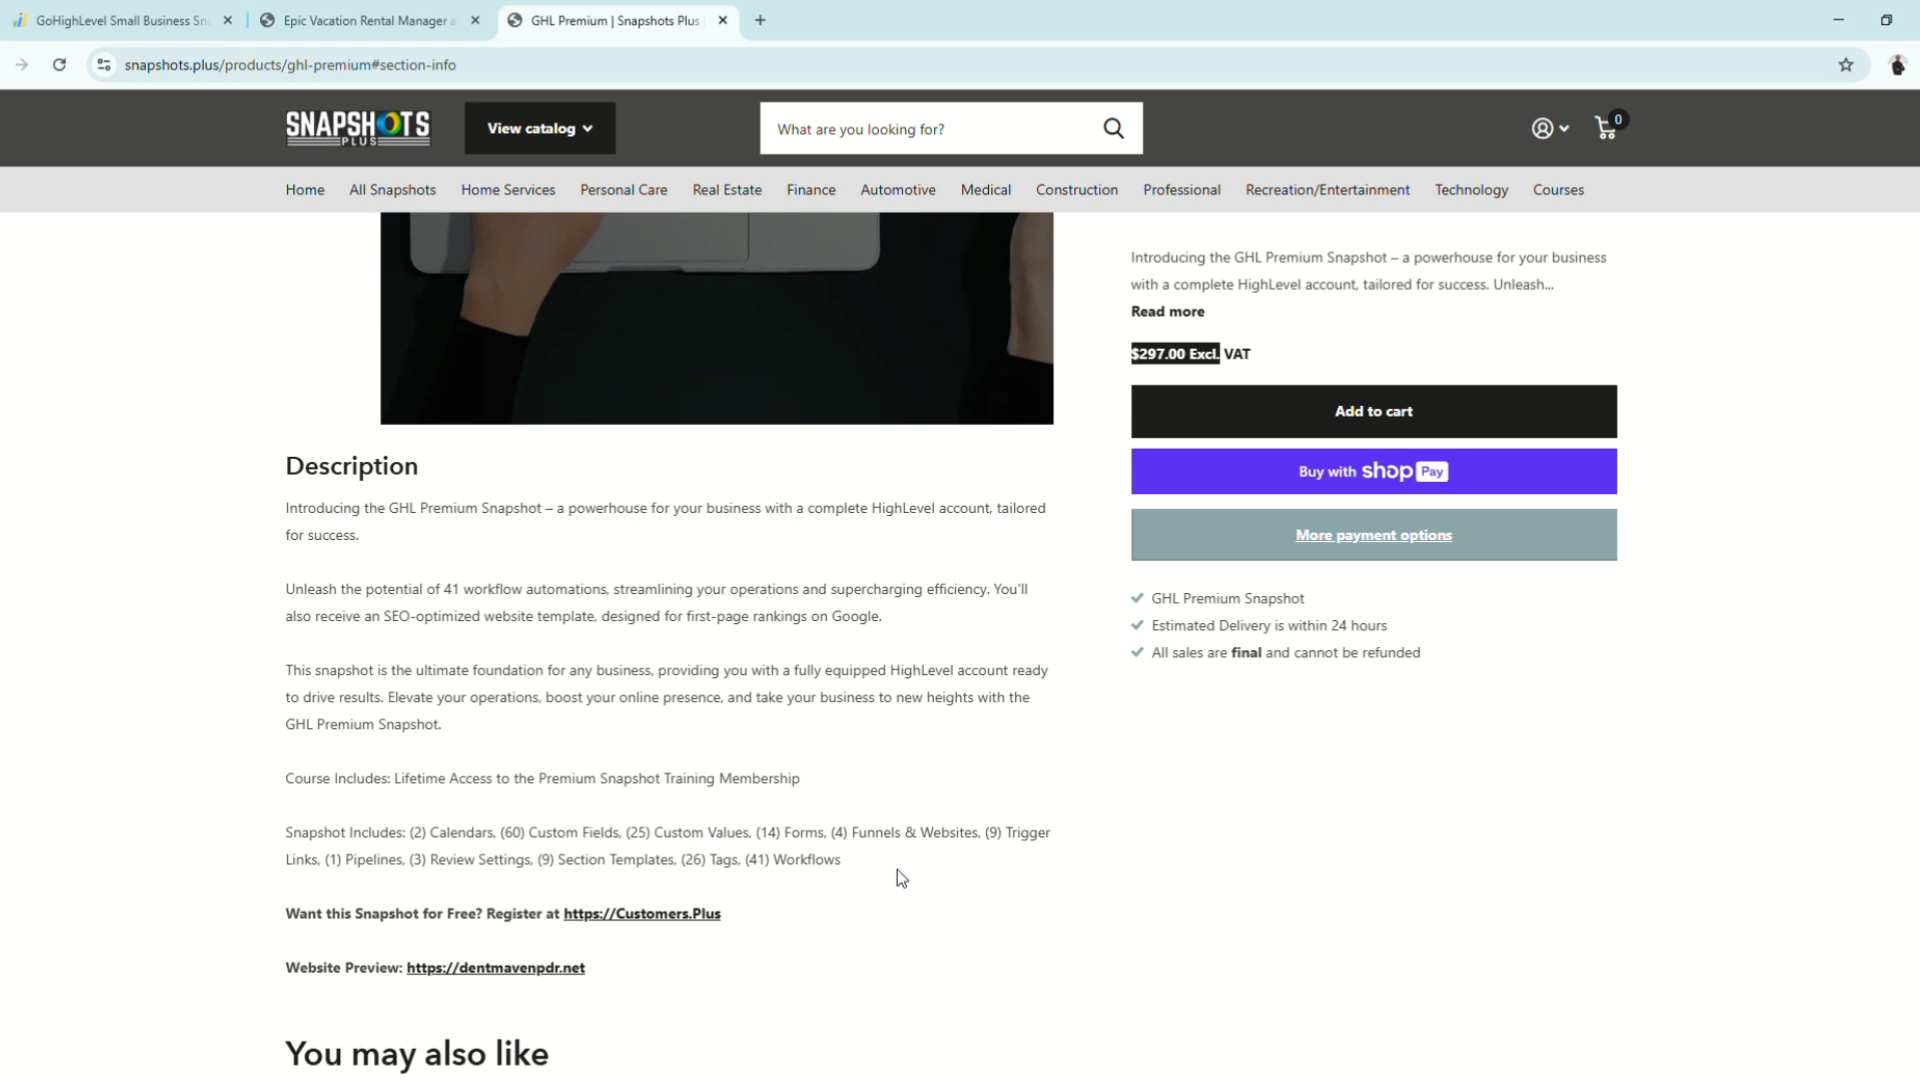 GoHighLevel Small Business Sn
Epic Vacation Rental Manager a
GHL Premium | Snapshots Plus
snapshots.plus/products/ghl-premium#section-info
SNAPSHOTS
PLUS
View catalog
What are you looking for?
0
Home All Snapshots Home Services Personal Care Real Estate Finance Automotive Medical Construction Professional Recreation/Entertainment Technology Courses
Introducing the GHL Premium Snapshot – a powerhouse for your business
with a complete HighLevel account, tailored for success. Unleash...
Read more
$297.00 Excl. VAT
Add to cart
Buy with shop Pay
More payment options
GHL Premium Snapshot
Estimated Delivery is within 24 hours
All sales are final and cannot be refunded
Description
Introducing the GHL Premium Snapshot – a powerhouse for your business with a complete HighLevel account, tailored
for success.
Unleash the potential of 41 workflow automations, streamlining your operations and supercharging efficiency. You'll
also receive an SEO-optimized website template, designed for first-page rankings on Google.
This snapshot is the ultimate foundation for any business, providing you with a fully equipped HighLevel account ready
to drive results. Elevate your operations, boost your online presence, and take your business to new heights with the
GHL Premium Snapshot.
Course Includes: Lifetime Access to the Premium Snapshot Training Membership
Snapshot Includes: (2) Calendars, (60) Custom Fields, (25) Custom Values, (14) Forms, (4) Funnels & Websites, (9) Trigger
Links, (1) Pipelines, (3) Review Settings, (9) Section Templates, (26) Tags, (41) Workflows
Want this Snapshot for Free? Register at https://Customers.Plus
Website Preview: https://dentmavenpdr.net
You may also like